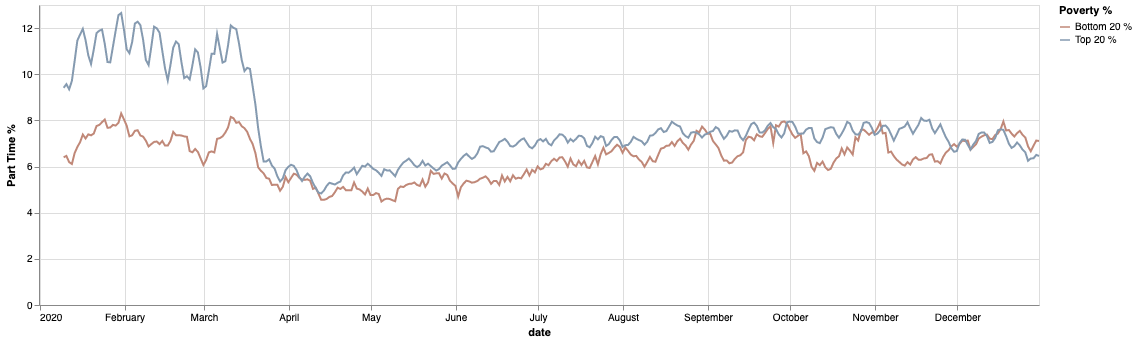 Poverty %
Bottom 20 %
Top 20 %
Part Time %
12
10
8
6
4
2
0
2020 February March April May June July August September October November December
date